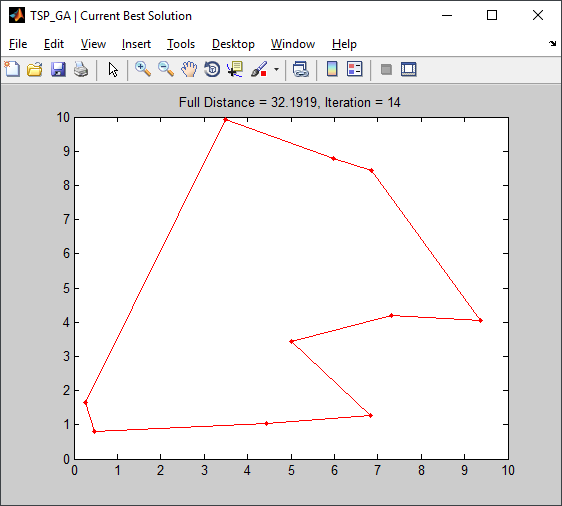 TSP_GA | Current Best Solution
File Edit View Insert Tools Desktop Window Help
Full Distance = 32.1919, Iteration = 14
10
9
8
7
6
5
4
3
2
1
0
0 1 2 3 4 5 6 7 8 9 10